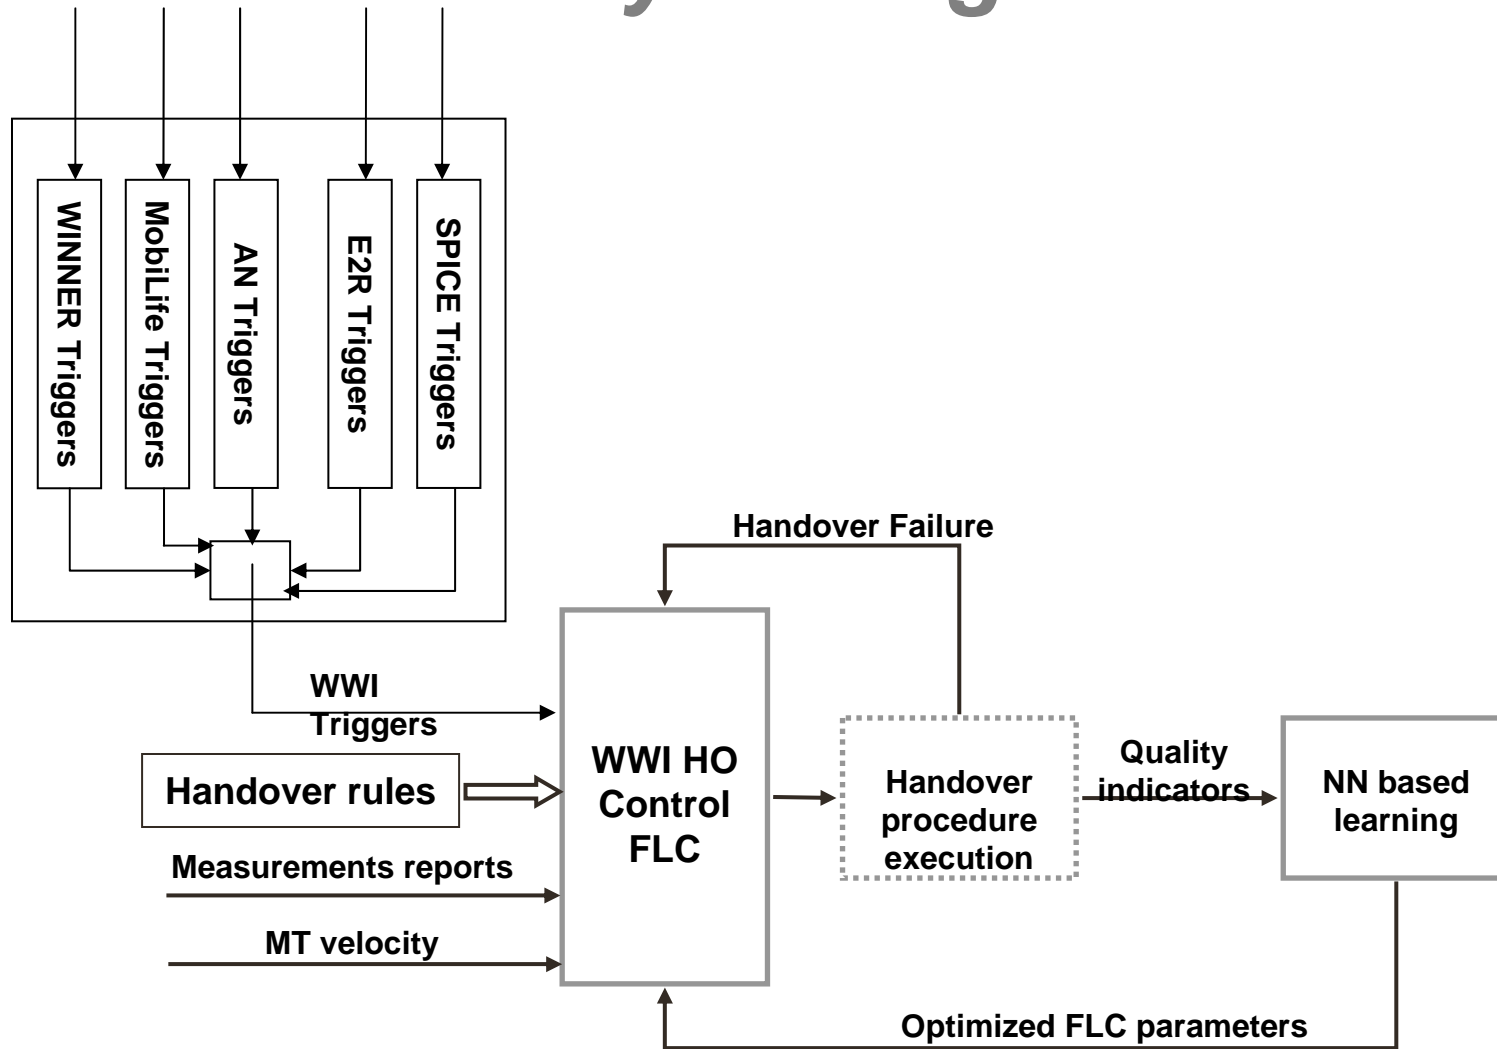 WINNER Triggers
MobiLife Triggers
AN Triggers
E2R Triggers
SPICE Triggers
Handover Failure
WWI
Triggers
Handover rules
Measurements reports
MT velocity
WWI HO
Control
FLC
Handover
procedure
execution
Quality
indicators
NN based
learning
Optimized FLC parameters